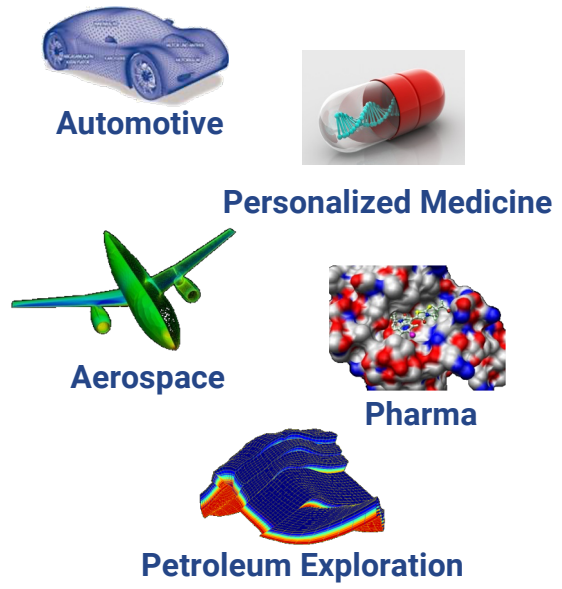 Automotive
Personalized Medicine
Aerospace
Pharma
Petroleum Exploration